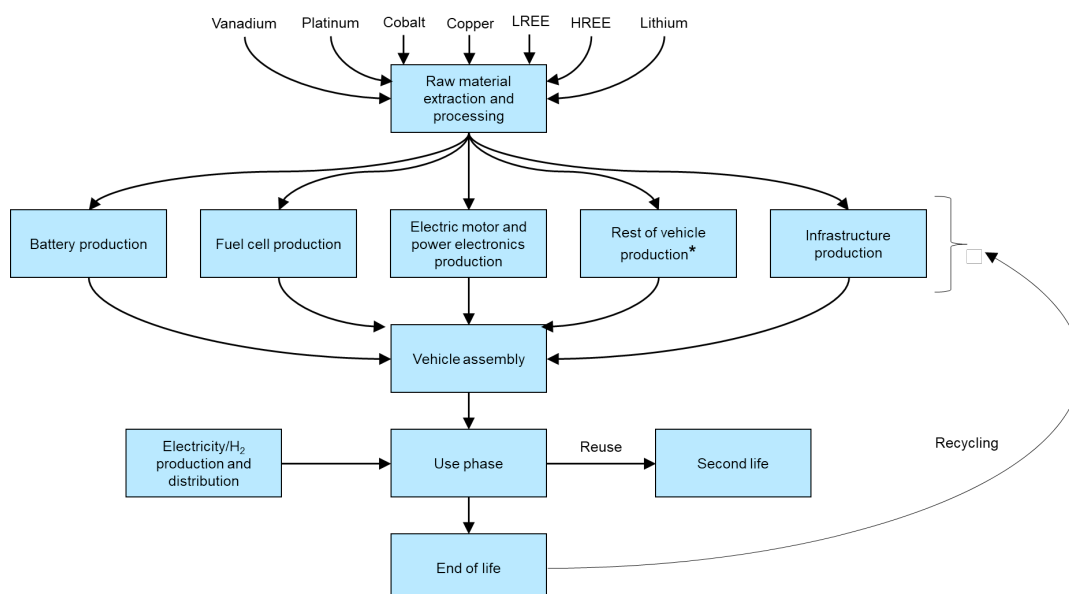 Vanadium
Platinum
Cobalt
Copper
LREE
HREE
Lithium
Raw material
extraction and
processing
Battery production
Fuel cell production
Electric motor and
power electronics
production
Rest of vehicle
production*
Infrastructure
production
Vehicle assembly
Electricity/H₂
production and
distribution
Use phase
Reuse
Second life
Recycling
End of life